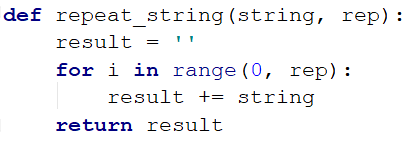 def repeat_string(string, rep):
    result = ''
    for i in range(0, rep):
        result += string
    return result